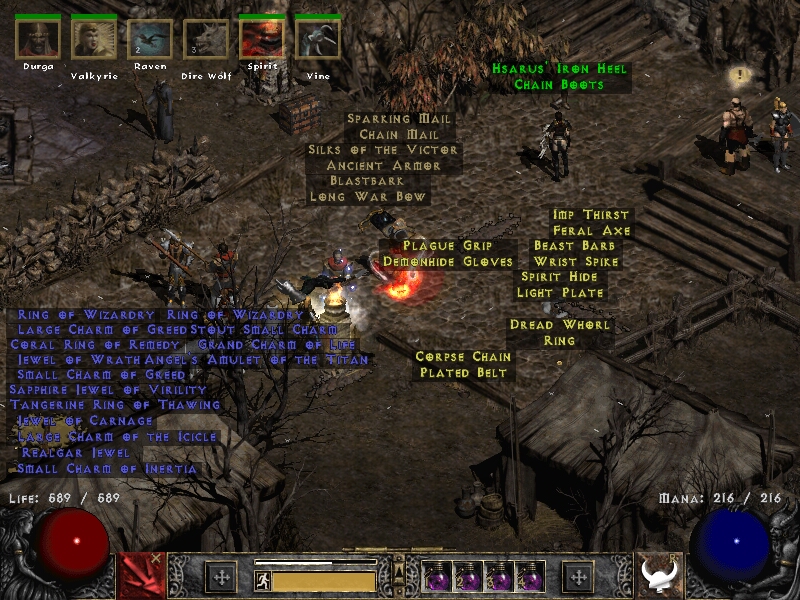 Durga
Valkyrie
2
Raven
3
Dire Wolf
Spirit
Vine
Hsarus' Iron Heel
Chain Boots
!
Sparking Mail
Chain Mail
Silks of the Victor
Ancient Armor
Blastbark
Long War Bow
Imp Thirst
Feral Axe
Plague Grip
Demonhide Gloves
Beast Barb
Wrist Spike
Spirit Hide
Light Plate
Ring of Wizardry Ring of Wizardry
Large Charm of Greed Stout Small Charm
Coral Ring of Remedy Grand Charm of Life
Jewel of Wrath Angel's Amulet of the Titan
Small Charm of Greed
Sapphire Jewel of Virility
Tangerine Ring of Thawing
Jewel of Carnage
Large Charm of the Icicle
Realgar Jewel
Small Charm of Inertia
Dread Whorl
Ring
Corpse Chain
Plated Belt
Life: 589 / 589
Mana: 216 / 216